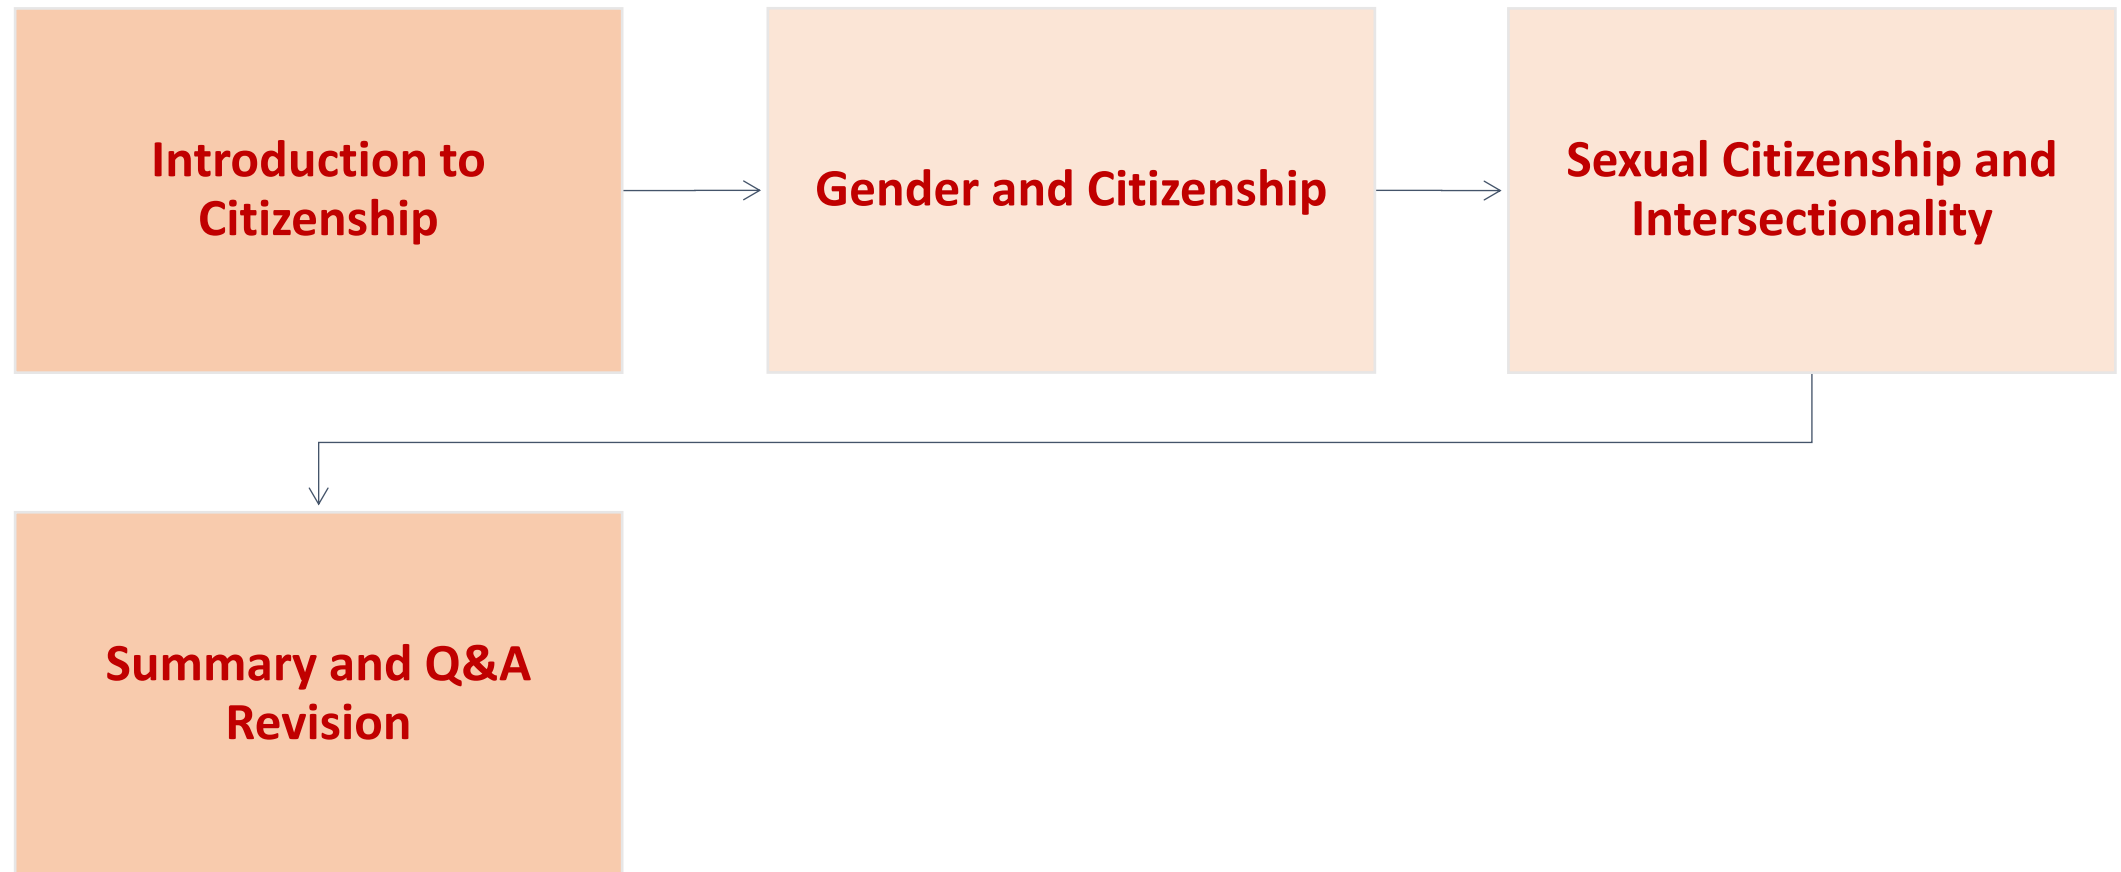 Introduction to
Citizenship
Gender and Citizenship
Sexual Citizenship and
Intersectionality
Summary and Q&A
Revision